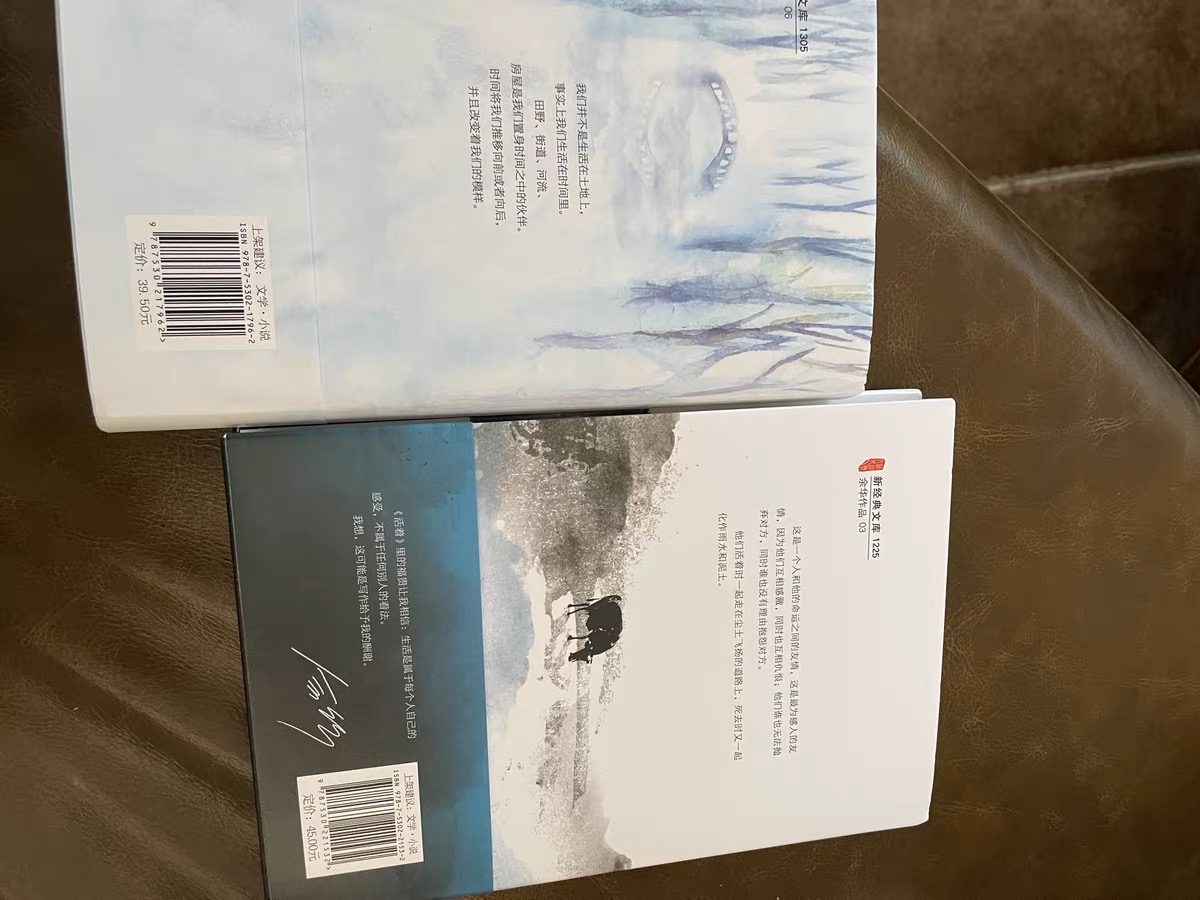 文库 1305
06
我们并不是生活在土地上，
事实上我们生活在时间里。
田野、街道、河流、
房屋是我们置身时间之中的伙伴。
时间将我们推移向前或者向后，
并且改变着我们的模样。
上架建议：文学·小说
ISBN 978-7-5302-1796-2
9 787530 217962 >
定价：39.50元
新经典文库 1225
余华作品 03
这是一个人和他的命运之间的友情，这是最为感人的友
情，因为他们互相感激，同时也互相仇恨；他们谁也无法抛
弃对方，同时谁也没有理由抱怨对方。
他们活着时一起走在尘土飞扬的道路上，死去时又一起
化作雨水和泥土。
《活着》里的福贵让我相信：生活是属于每个人自己的
感受，不属于任何别人的看法。
我想，这可能是写作给予我的酬谢。
上架建议：文学·小说
ISBN 978-7-5302-2153-2
9 787530 221532 >
定价：45.00元